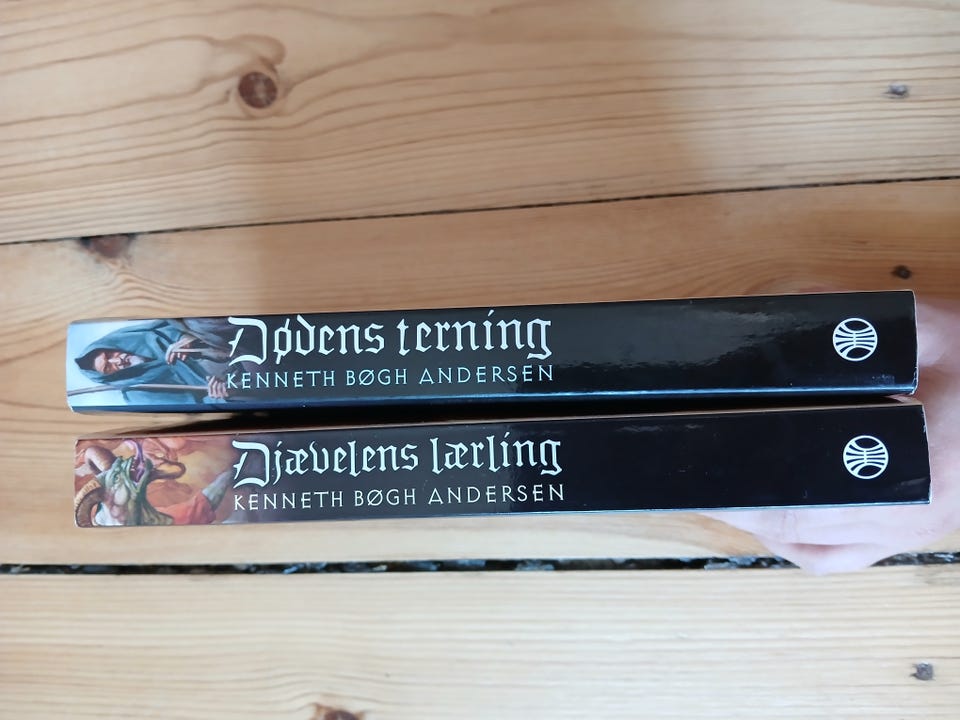 Dødens terning
KENNETH BØGH ANDERSEN
Djævelens lærling
KENNETH BØGH ANDERSEN